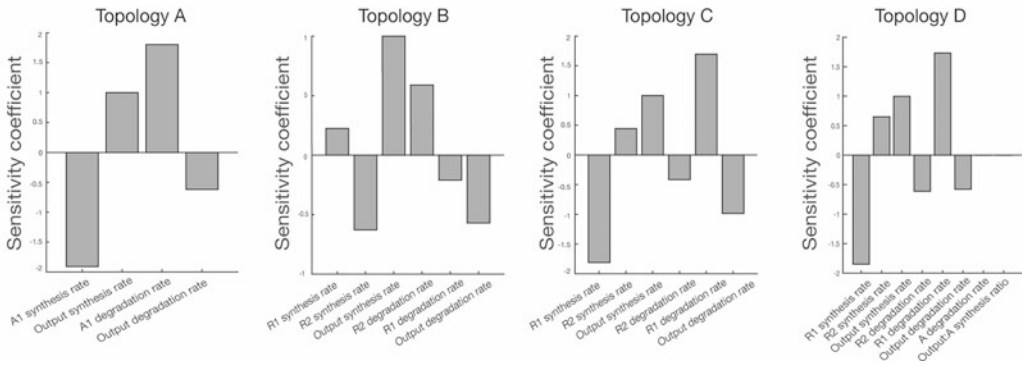 Topology A
Sensitivity coefficient
2
1.5
1
0.5
0
-0.5
-1
-1.5
-2
A1 synthesis rate
Output synthesis rate
A1 degradation rate
Output degradation rate
Topology B
Sensitivity coefficient
1
5
0
-0.5
-1
R1 synthesis rate
R2 synthesis rate
Output synthesis rate
R2 degradation rate
R1 degradation rate
Output degradation rate
Topology C
Sensitivity coefficient
2
1.5
1
0.5
0
-0.5
-1
-1.5
-2
R1 synthesis rate
R2 synthesis rate
Output synthesis rate
R2 degradation rate
R1 degradation rate
Output degradation rate
Topology D
Sensitivity coefficient
2
1.5
1
0.5
0
-0.5
-1
-1.5
-2
R1 synthesis rate
R2 synthesis rate
Output synthesis rate
R2 degradation rate
R1 degradation rate
Output degradation rate
A degradation rate
Output:A synthesis ratio